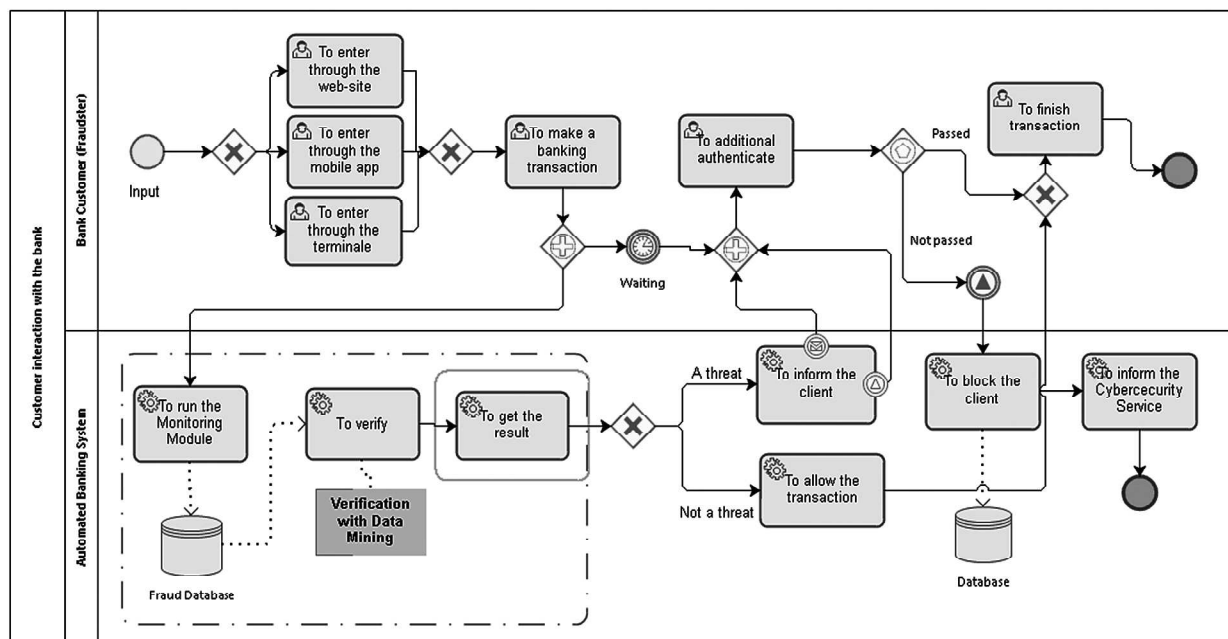 Customer interaction with the bank
Bank Customer (Fraudster)
Input
To enter
through the
web-site
To enter
through the
mobile app
To enter
through the
terminale
To make a
banking
transaction
Waiting
To additional
authenticate
Passed
Not passed
To finish
transaction
Automated Banking System
To run the
Monitoring
Module
Fraud Database
To verify
Verification
with Data
Mining
To get the
result
A threat
Not a threat
To inform the
client
To allow the
transaction
To block the
client
Database
To inform the
Cybercecurity
Service